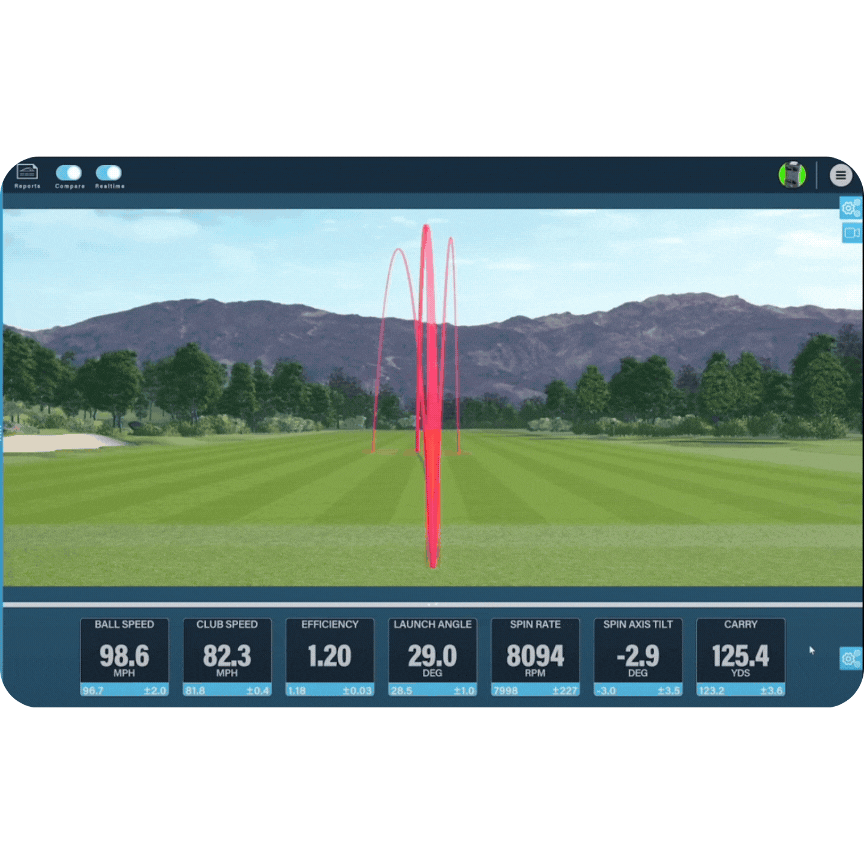 Reports Compare Realtime
BALL SPEED CLUB SPEED EFFICIENCY LAUNCH ANGLE SPIN RATE SPIN AXIS TILT CARRY
98.6 82.3 1.20 29.0 8094 -2.9 125.4
MPH MPH DEG RPM DEG YDS
96.7 ±2.0 81.8 ±0.4 1.18 ±0.03 28.5 ±1.0 7998 ±227 -3.0 ±3.5 123.2 ±3.6